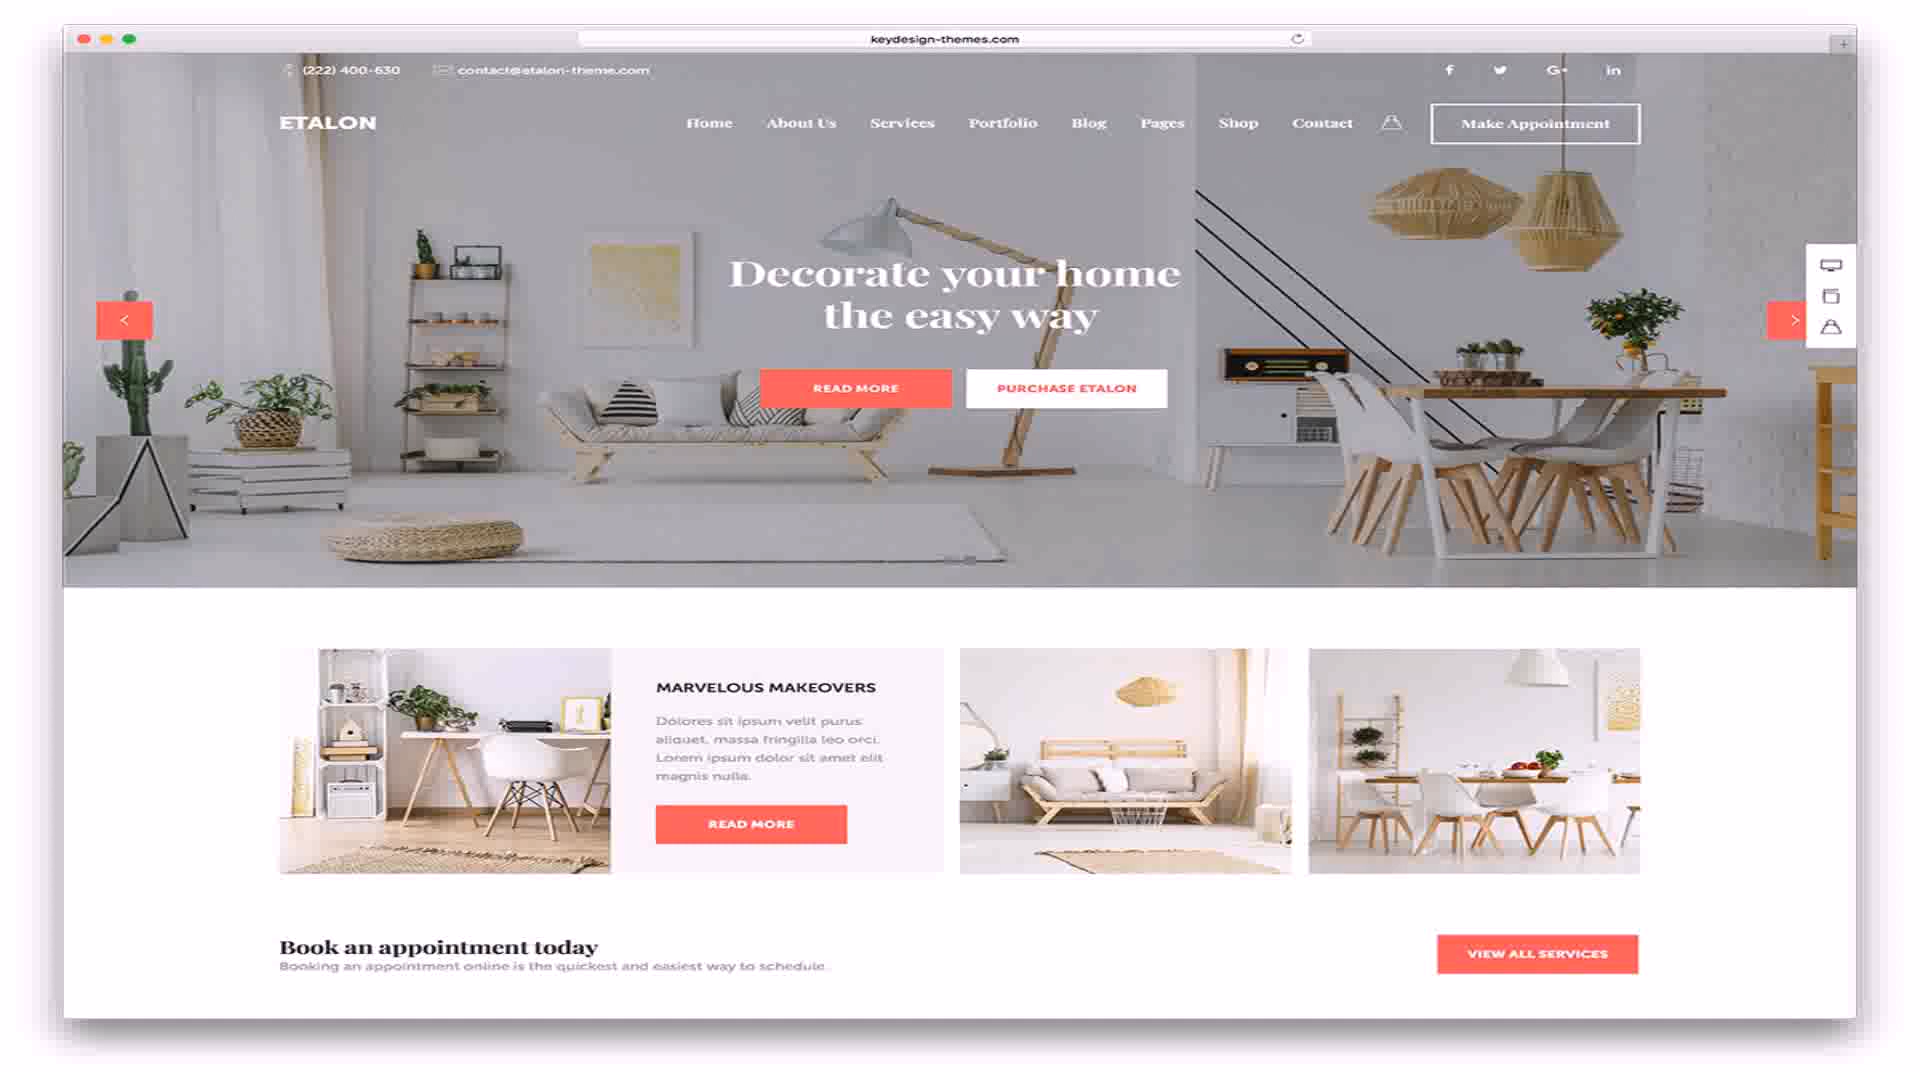 keydesign-themes.com
(222) 400-630 contact@etalon-theme.com
ETALON Home About Us Services Portfolio Blog Pages Shop Contact Make Appointment
Decorate your home
the easy way
READ MORE PURCHASE ETALON
MARVELOUS MAKEOVERS
Dolores sit ipsum velit purus
aliquet, massa fringilla leo orci.
Lorem ipsum dolor sit amet elit
magnis nulla.
READ MORE
Book an appointment today
Booking an appointment online is the quickest and easiest way to schedule.
VIEW ALL SERVICES